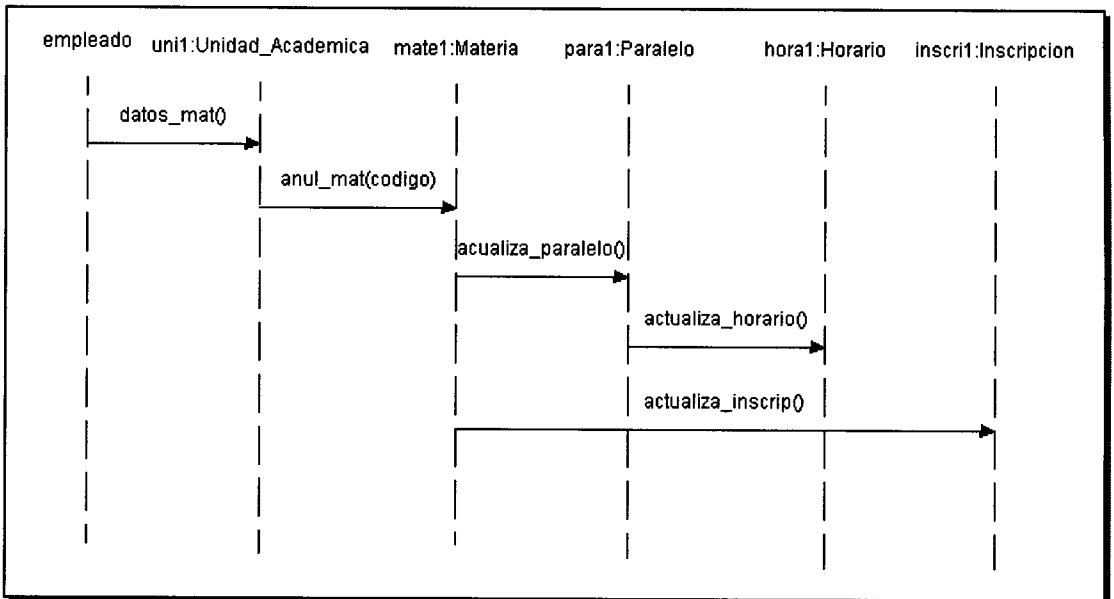 empleado uni1:Unidad_Academica mate1:Materia para1:Paralelo hora1:Horario inscri1:Inscripcion
datos_mat()
anul_mat(codigo)
acualiza_paralelo()
actualiza_horario()
actualiza_inscrip()